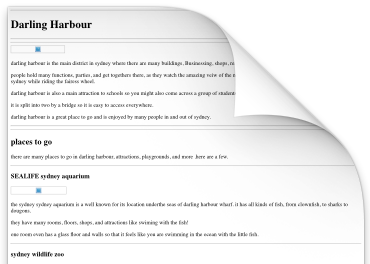 Darling Harbour
darling harbour is the main district in sydney where there are many buildings, Businessing, shops, re
people hold many functions, parties, and get togethers there, as they watch the amazing veiw of the
sydney while riding the fairess wheel.
darling harbour is also a main attraction to schools so you might also come across a group of students
it is split into two by a bridge so it is easy to access everywhere.
darling harbour is a great place to go and is enjoyed by many people in and out of sydney.
places to go
there are many places to go in darling harbour, attractions, playgrounds, and more .here are a few.
SEALIFE sydney aquarium
the sydney sydney aquarium is a well known for its location underthe seas of darling harbour wharf. it has all kinds of fish, from clownfish, to sharks to
dougons.
they have many rooms, floors, shops, and attractions like swiming with the fish!
one room even has a glass floor and walls so that it feels like you are swimming in the ocean with the little fish.
sydney wildlife zoo